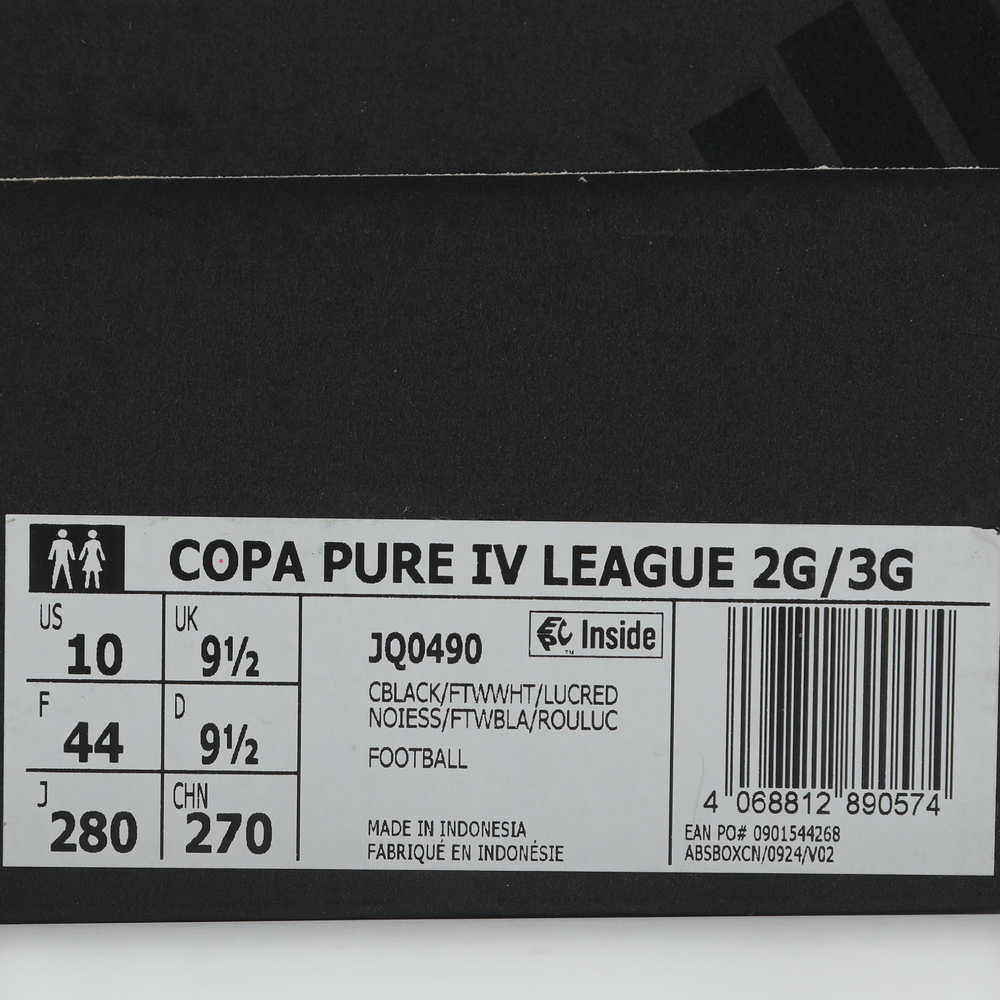 COPA PURE IV LEAGUE 2G/3G
US 10
UK 9½
F 44
D 9½
J 280
CHN 270
JQ0490
EPC Inside
TM
CBLACK/FTWWHT/LUCRED
NOIESS/FTWBLA/ROULUC
FOOTBALL
MADE IN INDONESIA
FABRIQUÉ EN INDONÉSIE
4 068812 890574
EAN PO# 0901544268
ABSBOXCN/0924/V02